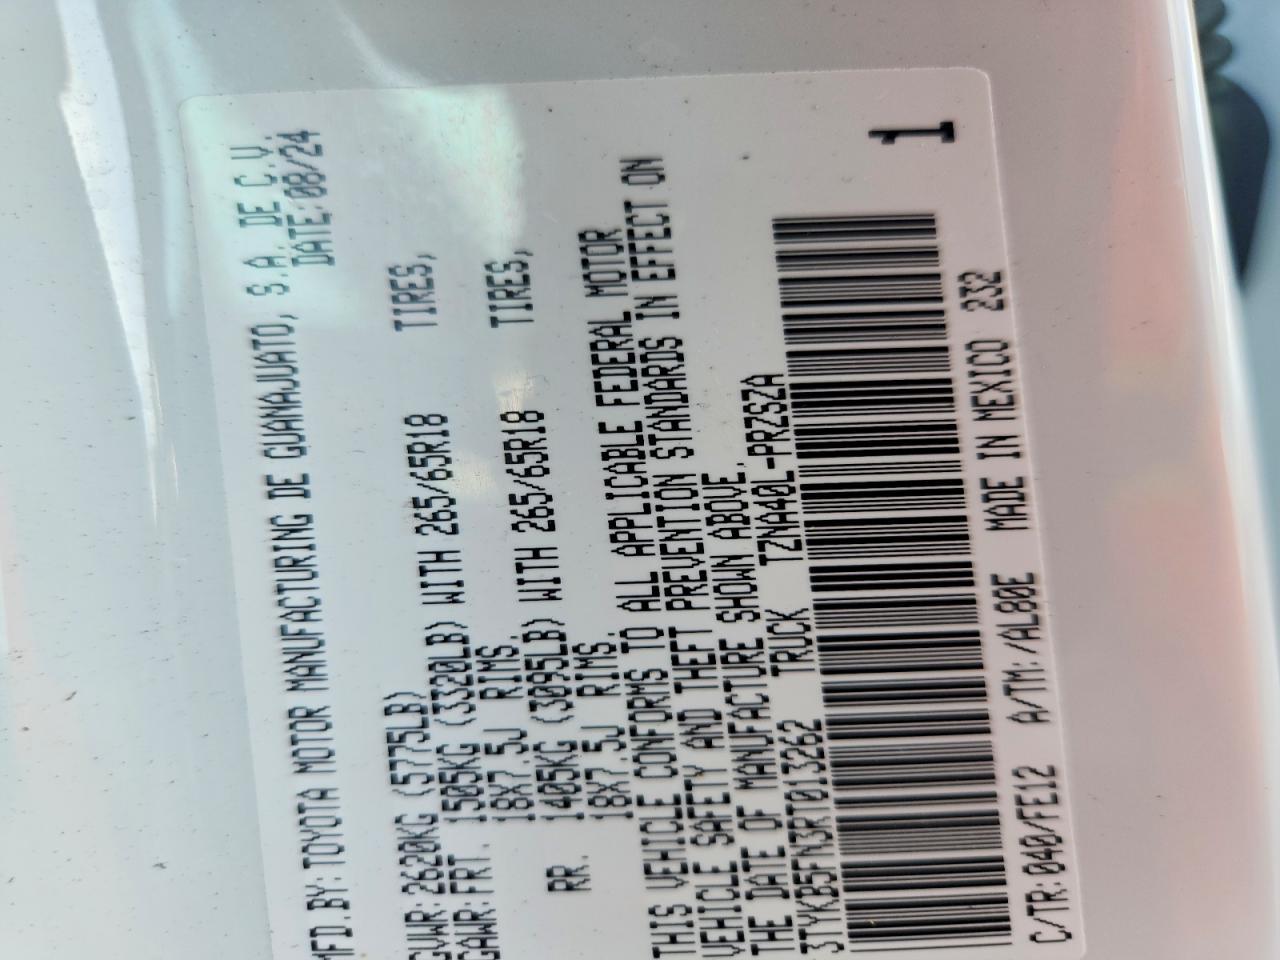 MFD.BY:TOYOTA MOTOR MANUFACTURING DE GUANAJUATO, S.A. DE C.V.
DATE:08/24
GVWR:2620KG (5775LB)
GAWR:FRT. 1505KG (3320LB) WITH 265/65R18 TIRES,
18X7.5J RIMS.
RR. 1405KG (3095LB) WITH 265/65R18 TIRES,
18X7.5J RIMS.
THIS VEHICLE CONFORMS TO ALL APPLICABLE FEDERAL MOTOR
VEHICLE SAFETY AND THEFT PREVENTION STANDARDS IN EFFECT ON
THE DATE OF MANUFACTURE SHOWN ABOVE.
3TYKB5FN3RT013262 TRUCK TZNA40L-PRZSZA
1
C/TR:040/FE12 A/TM:/AL80E MADE IN MEXICO 232